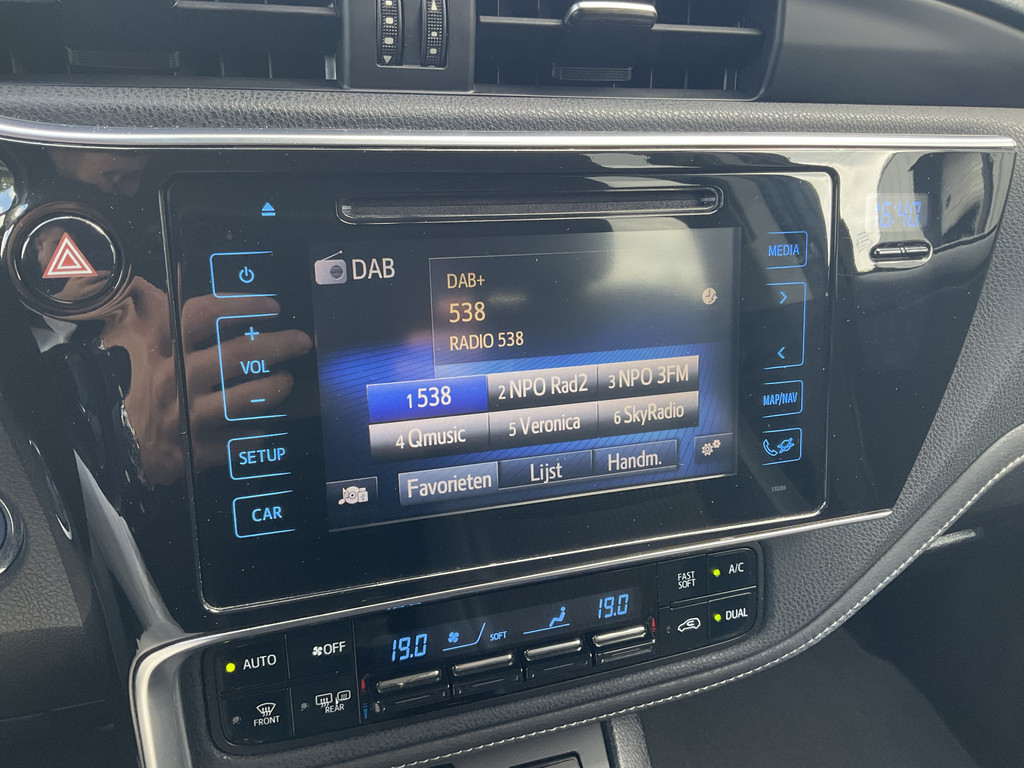 DAB
DAB+
538
RADIO 538
1 538
2 NPO Rad2
3 NPO 3FM
4 Qmusic
5 Veronica
6 SkyRadio
Favorieten
Lijst
Handm.
+
VOL
−
SETUP
CAR
MEDIA
>
<
MAP/NAV
16:40
19.0
SOFT
19.0
FAST
SOFT
A/C
DUAL
AUTO
OFF
FRONT
REAR